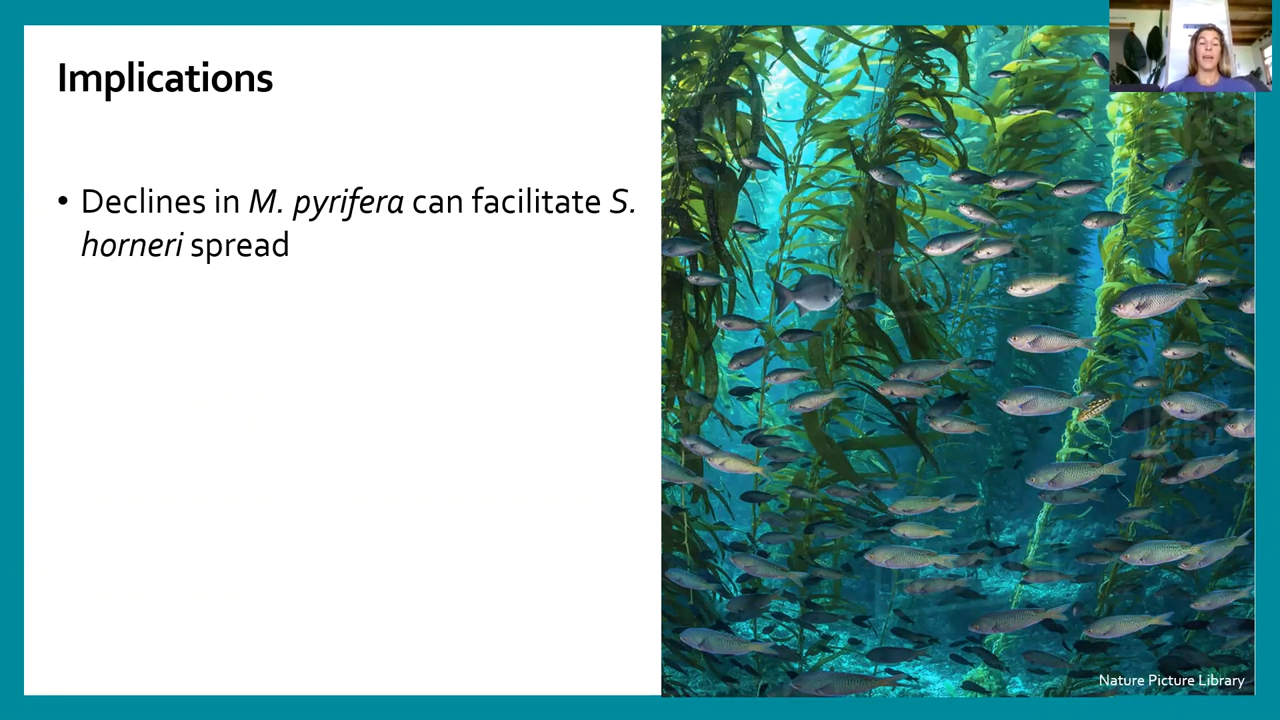 Implications
• Declines in M. pyrifera can facilitate S.
horneri spread
Nature Picture Library